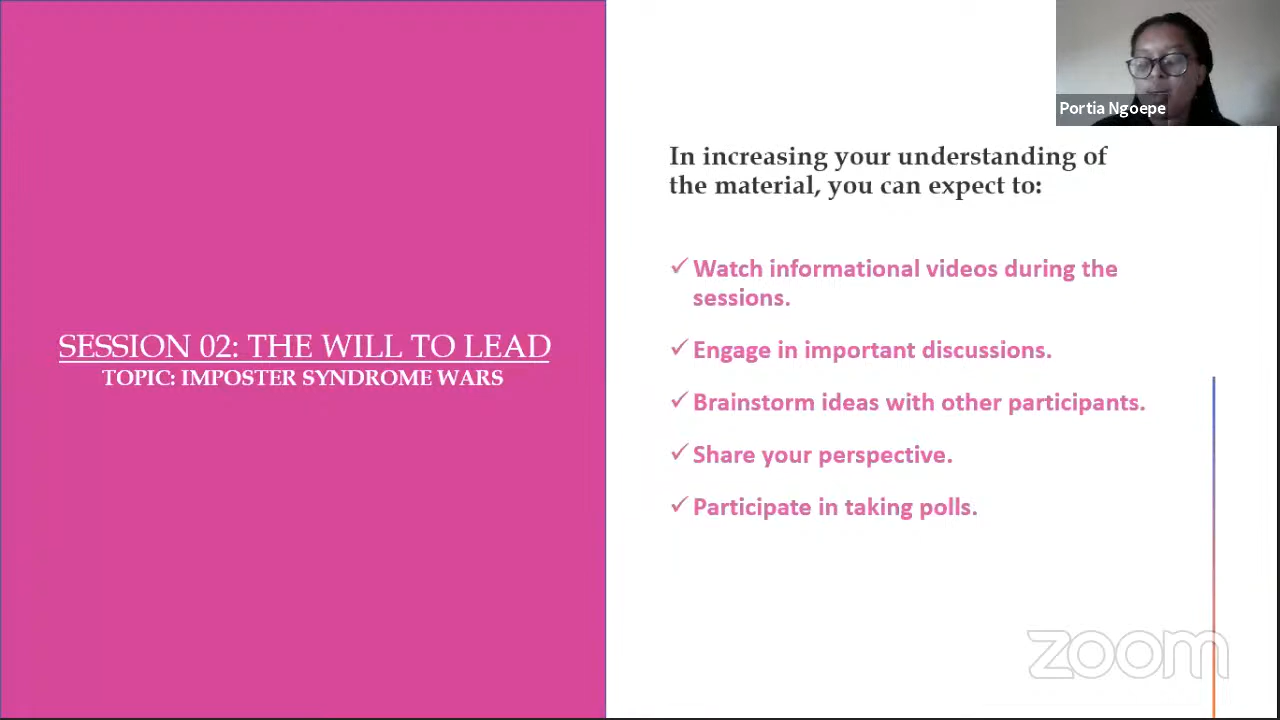 Portia Ngoepe
In increasing your understanding of
the material, you can expect to:
✓ Watch informational videos during the
sessions.
✓ Engage in important discussions.
✓ Brainstorm ideas with other participants.
✓ Share your perspective.
✓ Participate in taking polls.
SESSION 02: THE WILL TO LEAD
TOPIC: IMPOSTER SYNDROME WARS
zoom